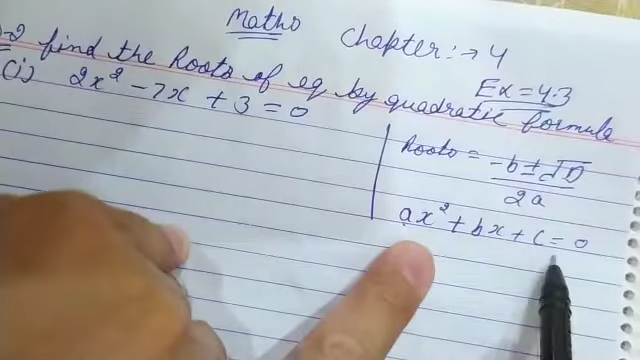 Maths Chapter:→ 4
Ex = 4.3
-2 find the Roots of eq by quadratic formula
(i) 2x² - 7x + 3 = 0
Roots = -b ± √D / 2a
ax² + bx + c = 0